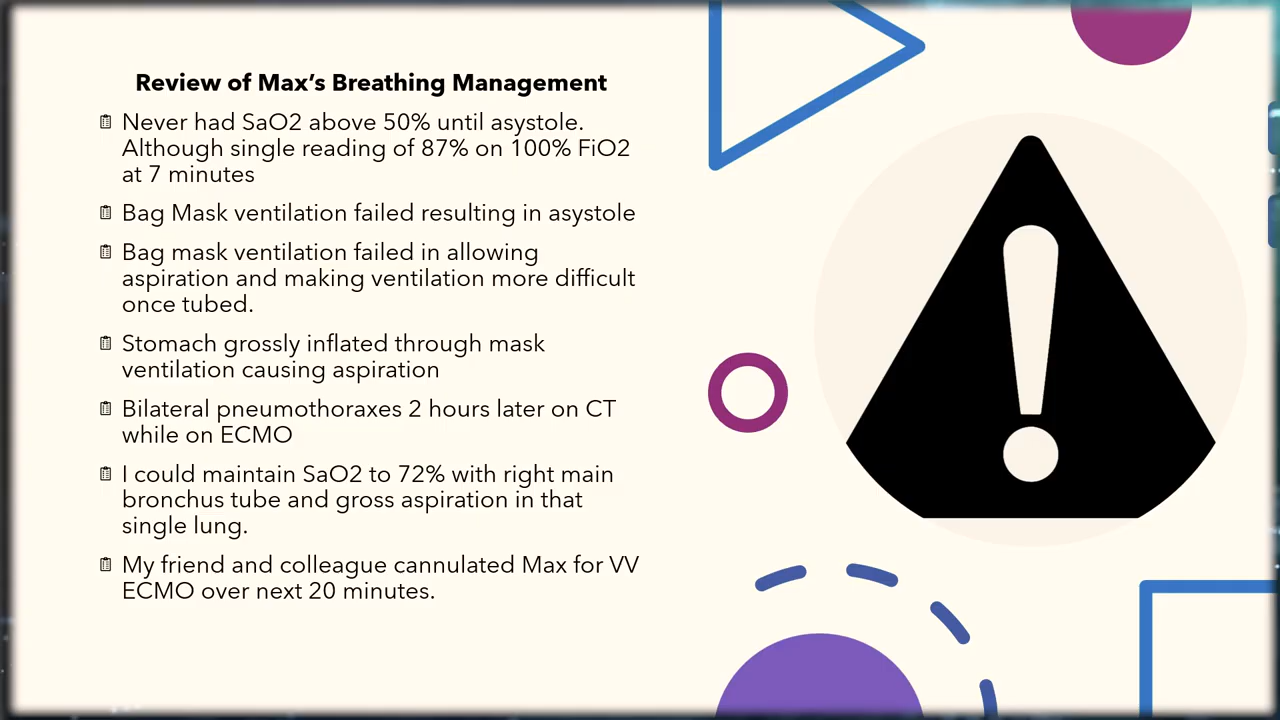 Review of Max’s Breathing Management
Never had SaO2 above 50% until asystole.
Although single reading of 87% on 100% FiO2
at 7 minutes
Bag Mask ventilation failed resulting in asystole
Bag mask ventilation failed in allowing
aspiration and making ventilation more difficult
once tubed.
Stomach grossly inflated through mask
ventilation causing aspiration
Bilateral pneumothoraxes 2 hours later on CT
while on ECMO
I could maintain SaO2 to 72% with right main
bronchus tube and gross aspiration in that
single lung.
My friend and colleague cannulated Max for VV
ECMO over next 20 minutes.